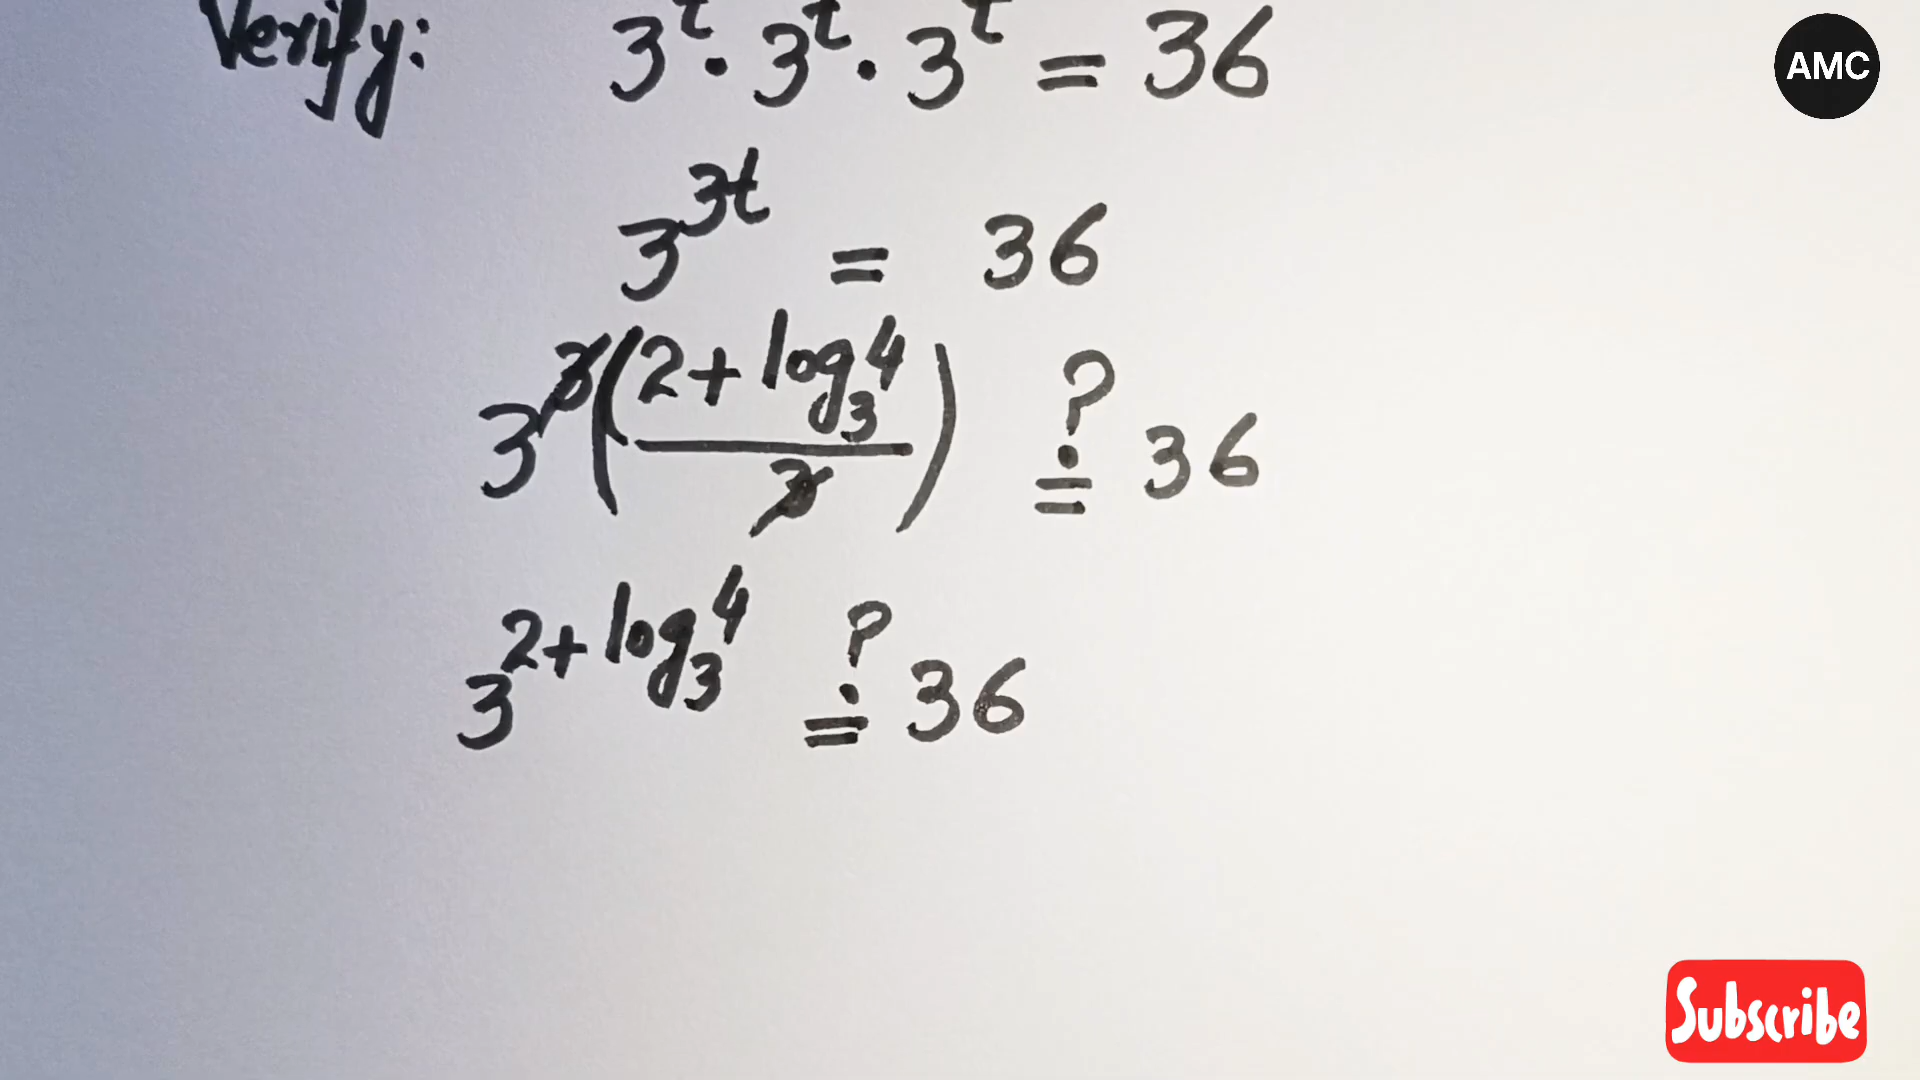 Verify: 3^t · 3^t · 3^t = 36
AMC
3^{3t} = 36
3^{3((2 + log_3 4)/3)} ≟ 36
3^{2 + log_3 4} ≟ 36
Subscribe